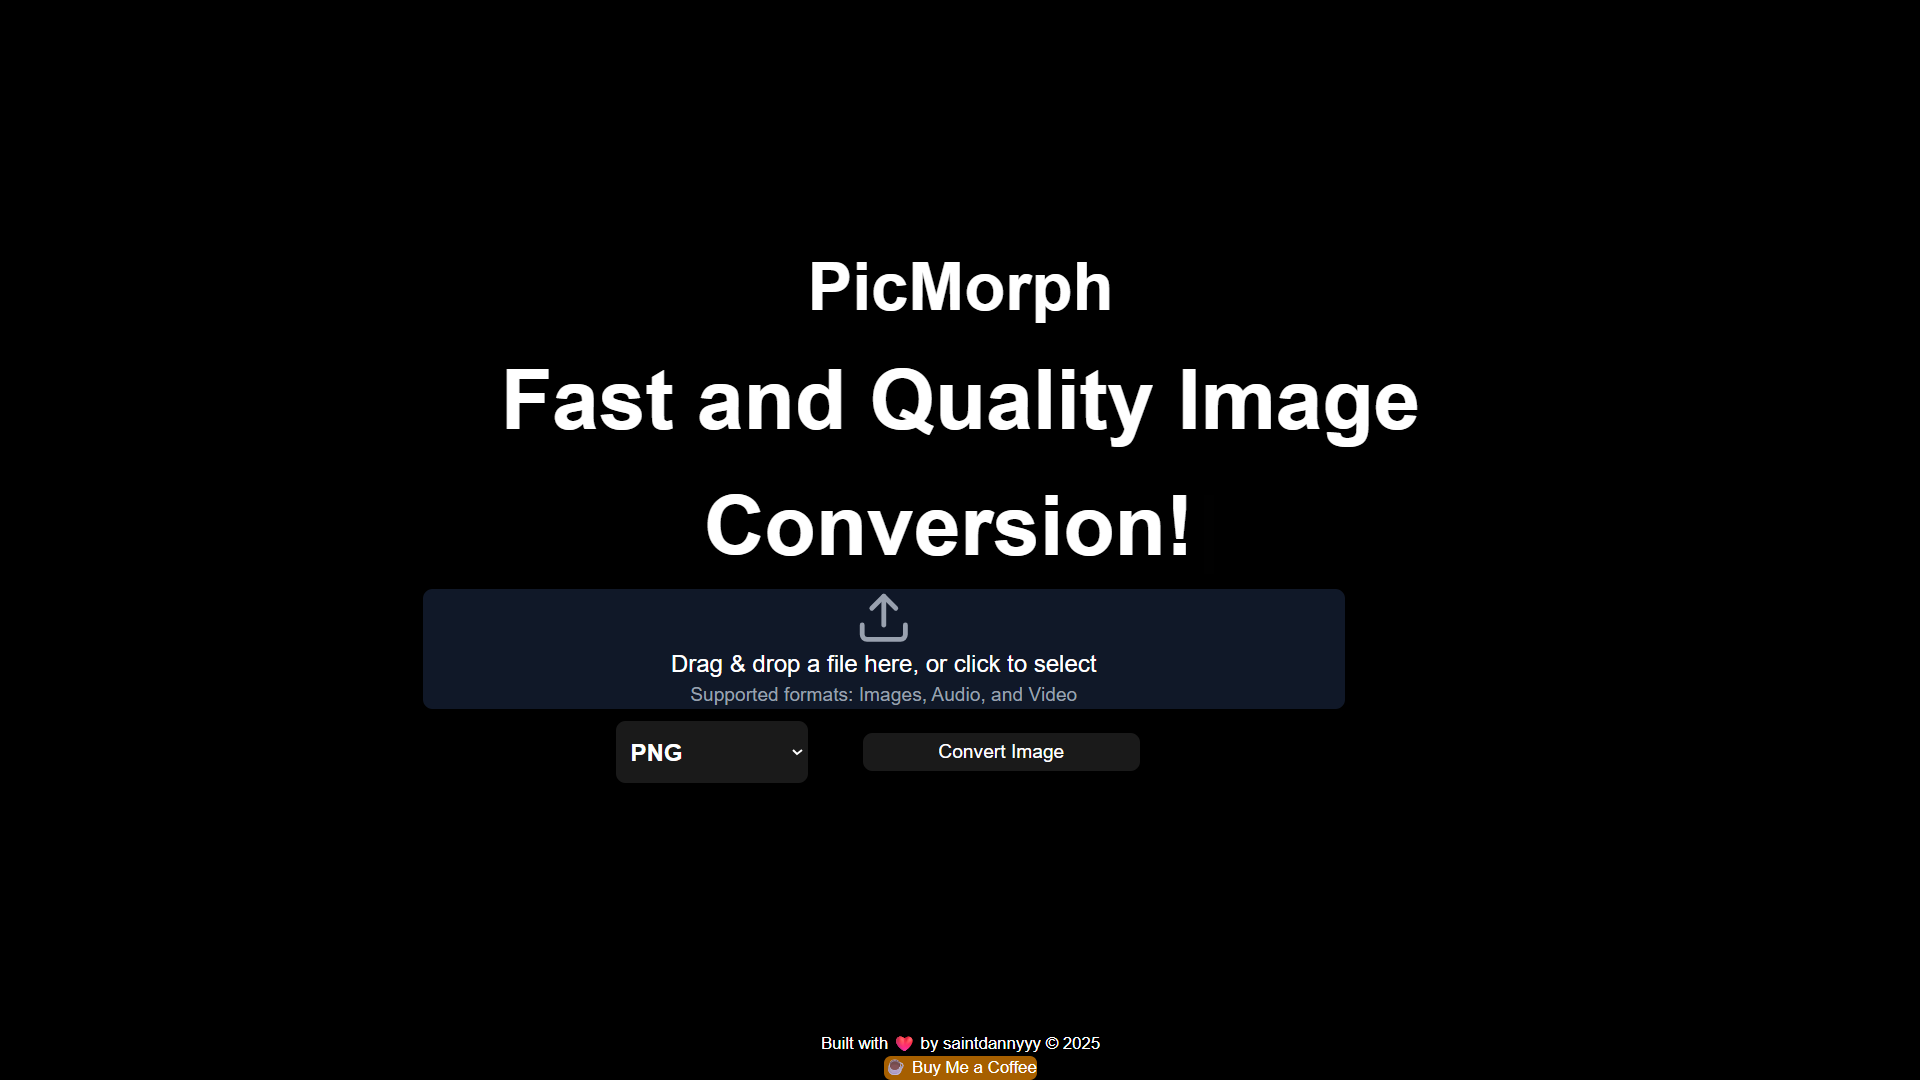 PicMorph
Fast and Quality Image
Conversion!
Drag & drop a file here, or click to select
Supported formats: Images, Audio, and Video
PNG
Convert Image
Built with ❤️ by saintdannyyy © 2025
☕ Buy Me a Coffee